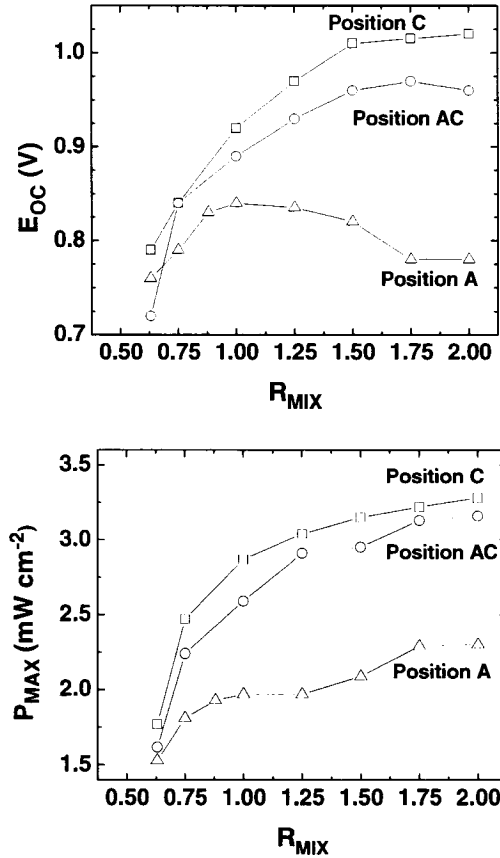 Position C
1.0
Position AC
0.9
E_OC (V)
0.8
Position A
0.7
0.50 0.75 1.00 1.25 1.50 1.75 2.00
R_MIX
3.5
Position C
3.0
Position AC
P_MAX (mW cm⁻²)
2.5
2.0
Position A
1.5
0.50 0.75 1.00 1.25 1.50 1.75 2.00
R_MIX